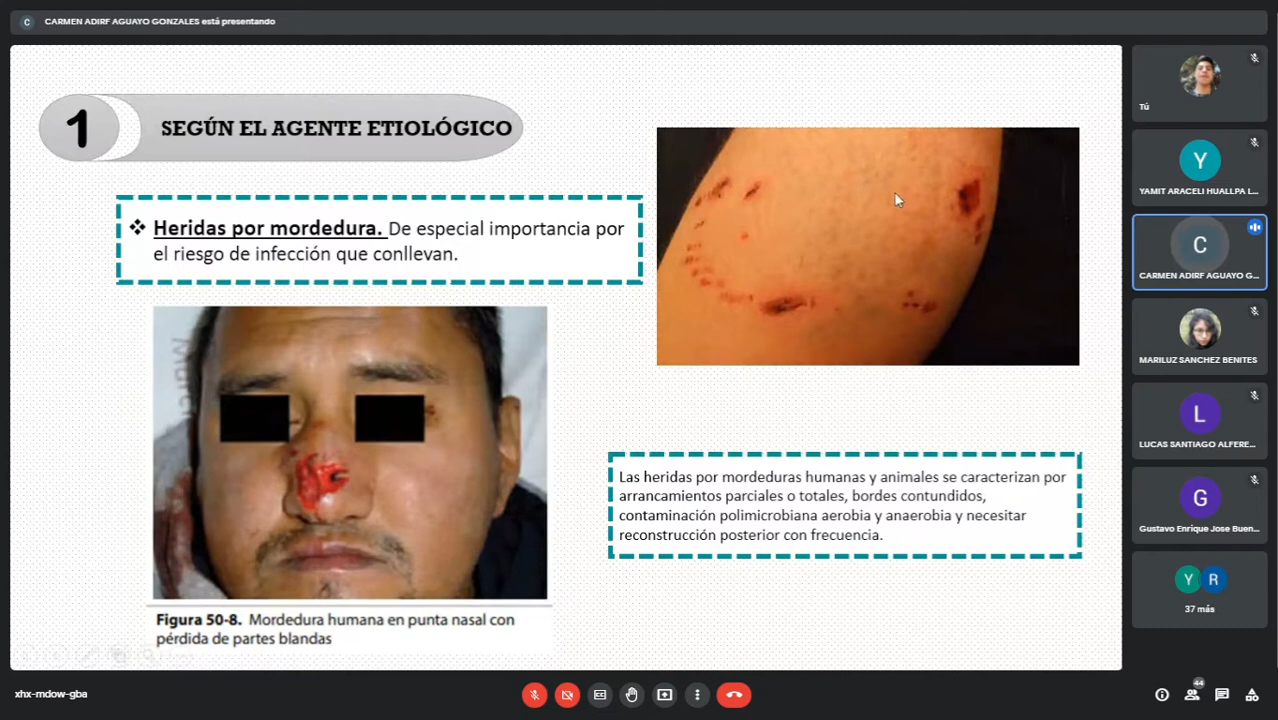 C CARMEN ADIRF AGUAYO GONZALES está presentando
1 SEGÚN EL AGENTE ETIOLÓGICO
❖ Heridas por mordedura. De especial importancia por
el riesgo de infección que conllevan.
Figura 50-8. Mordedura humana en punta nasal con
pérdida de partes blandas
Las heridas por mordeduras humanas y animales se caracterizan por
arrancamientos parciales o totales, bordes contundidos,
contaminación polimicrobiana aerobia y anaerobia y necesitar
reconstrucción posterior con frecuencia.
Tú
Y
YAMIT ARACELI HUALLPA L...
C
CARMEN ADIRF AGUAYO G...
MARILUZ SANCHEZ BENITES
L
LUCAS SANTIAGO ALFERE...
G
Gustavo Enrique Jose Buen...
Y R
37 más
xhx-mdow-gba
44